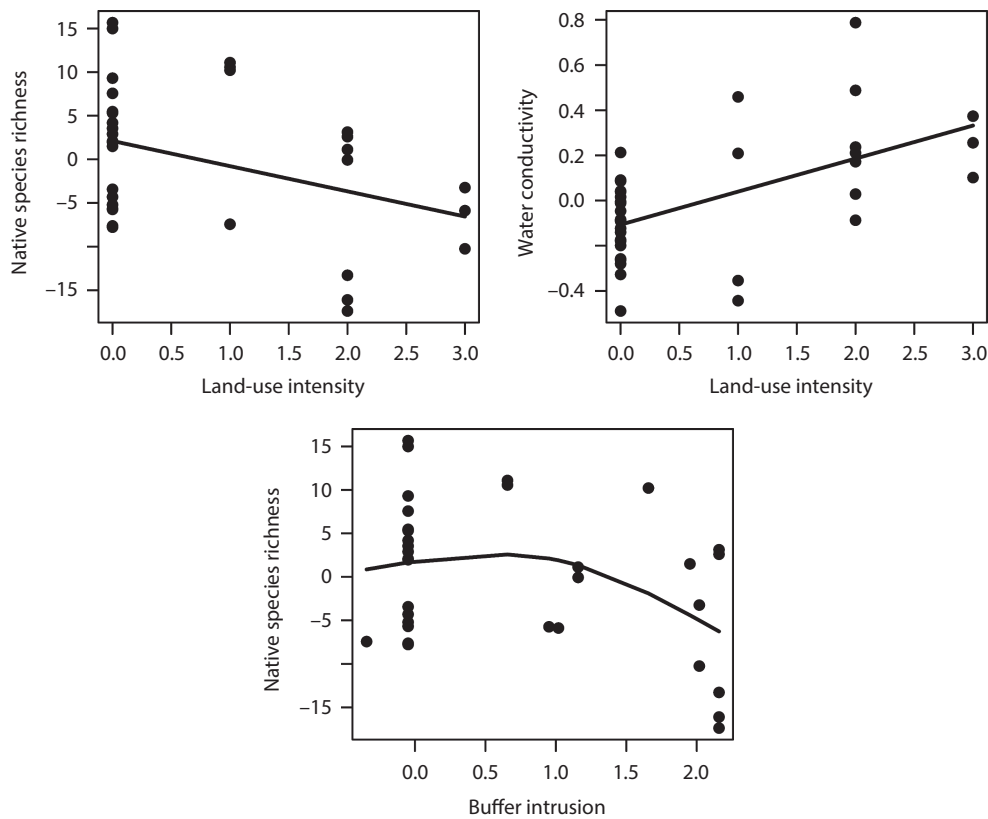 Native species richness
15
10
5
0
−5
−15
0.0 0.5 1.0 1.5 2.0 2.5 3.0
Land-use intensity
Water conductivity
0.8
0.6
0.4
0.2
0.0
−0.4
0.0 0.5 1.0 1.5 2.0 2.5 3.0
Land-use intensity
Native species richness
15
10
5
0
−5
−15
0.0 0.5 1.0 1.5 2.0
Buffer intrusion